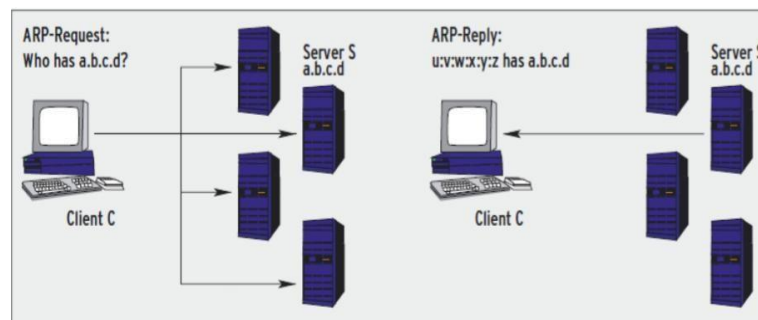 ARP-Request:
Who has a.b.c.d?
Server S
a.b.c.d
Client C
ARP-Reply:
u:v:w:x:y:z has a.b.c.d
Server S
a.b.c.d
Client C